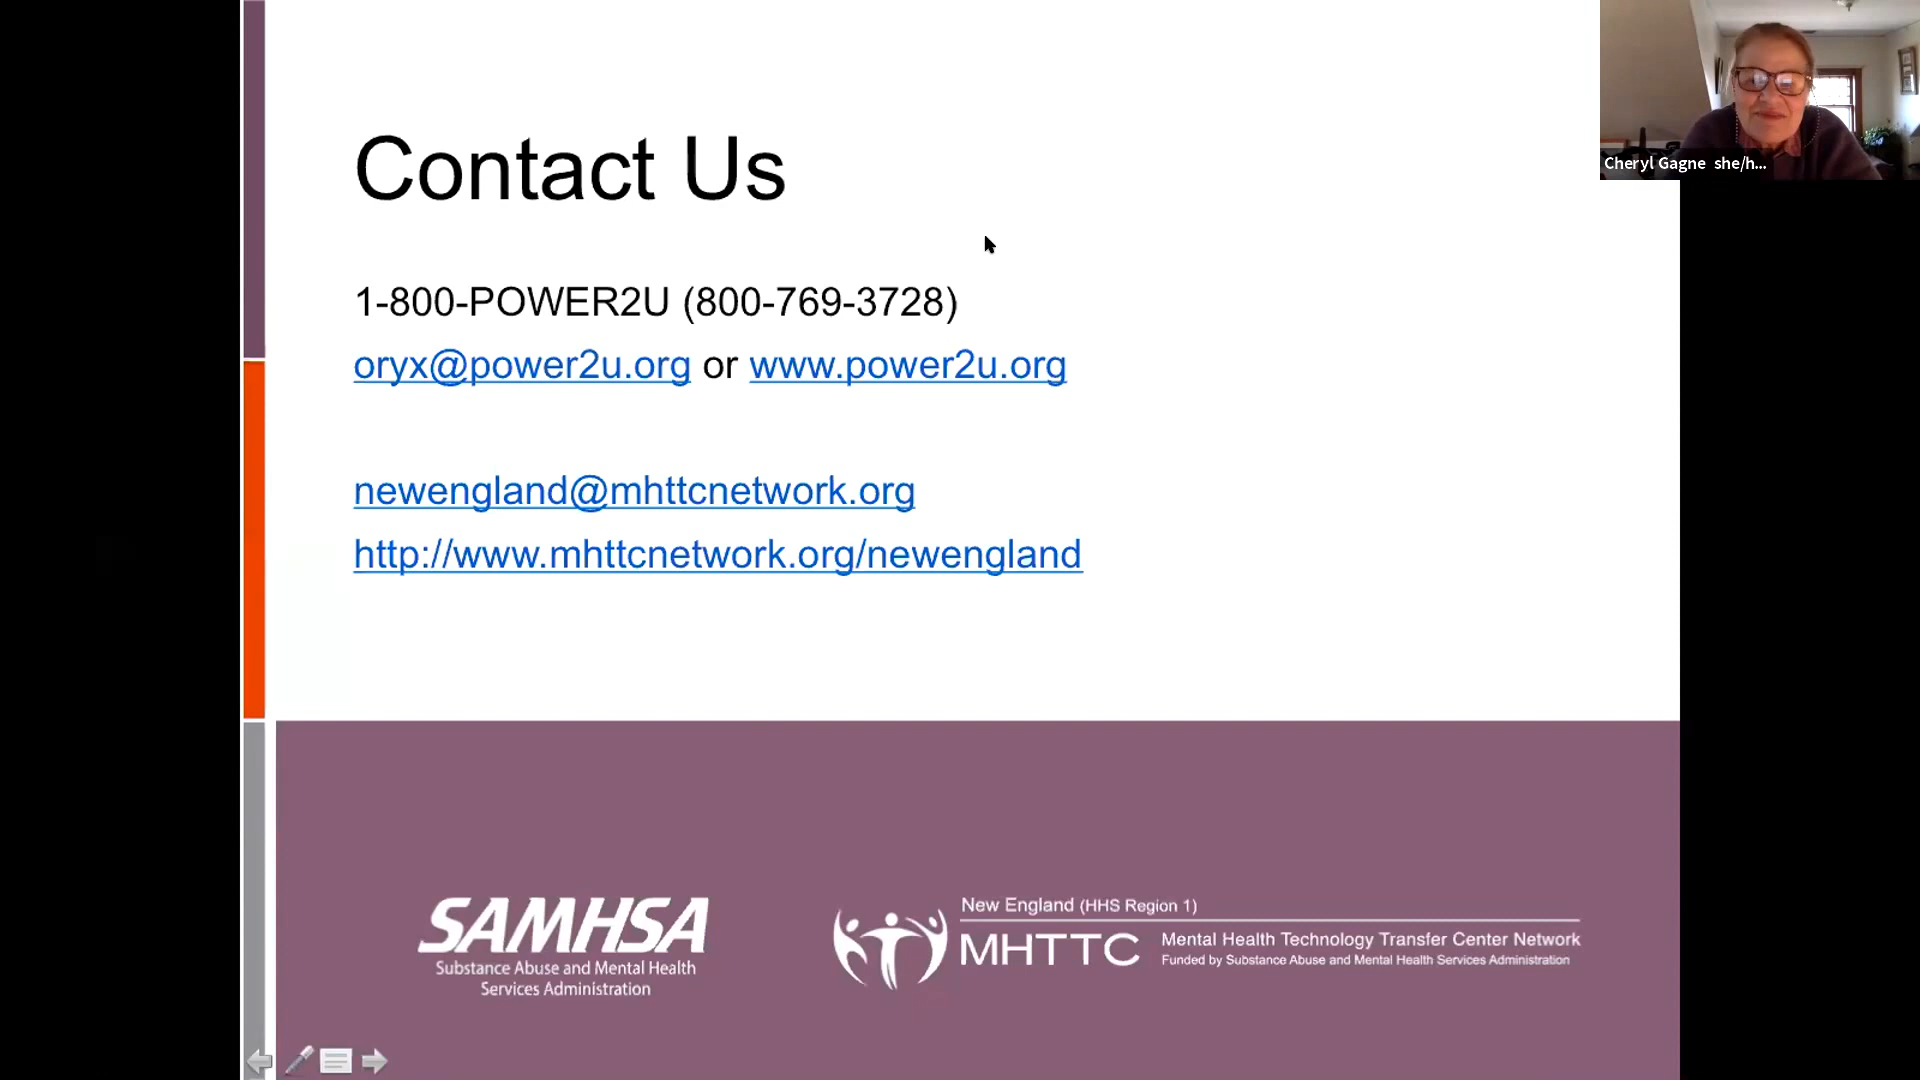 Contact Us
1-800-POWER2U (800-769-3728)
oryx@power2u.org or www.power2u.org
newengland@mhttcnetwork.org
http://www.mhttcnetwork.org/newengland
Cheryl Gagne she/h...
SAMHSA
Substance Abuse and Mental Health
Services Administration
New England (HHS Region 1)
MHTTC
Mental Health Technology Transfer Center Network
Funded by Substance Abuse and Mental Health Services Administration